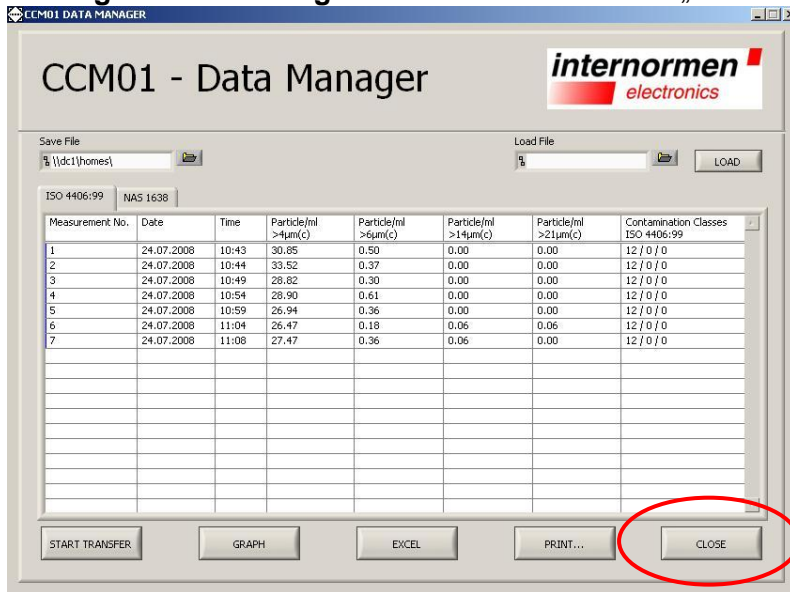 CCM01 DATA MANAGER
CCM01 - Data Manager
internormen
electronics
Save File
Load File
\\dc1\homes\
LOAD
ISO 4406:99 NAS 1638
Measurement No. Date Time Particle/ml >4µm(c) Particle/ml >6µm(c) Particle/ml >14µm(c) Particle/ml >21µm(c) Contamination Classes ISO 4406:99
1 24.07.2008 10:43 30.85 0.50 0.00 0.00 12 / 0 / 0
2 24.07.2008 10:44 33.52 0.37 0.00 0.00 12 / 0 / 0
3 24.07.2008 10:49 28.82 0.30 0.00 0.00 12 / 0 / 0
4 24.07.2008 10:54 28.90 0.61 0.00 0.00 12 / 0 / 0
5 24.07.2008 10:59 26.94 0.36 0.00 0.00 12 / 0 / 0
6 24.07.2008 11:04 26.47 0.18 0.06 0.06 12 / 0 / 0
7 24.07.2008 11:08 27.47 0.36 0.06 0.00 12 / 0 / 0
START TRANSFER GRAPH EXCEL PRINT... CLOSE